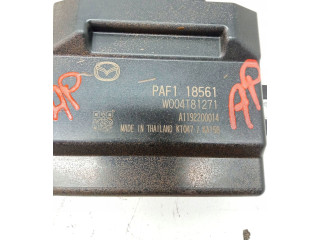 PAF1 18561
W004T81271
A1192200014
MADE IN THAILAND
AP
AP